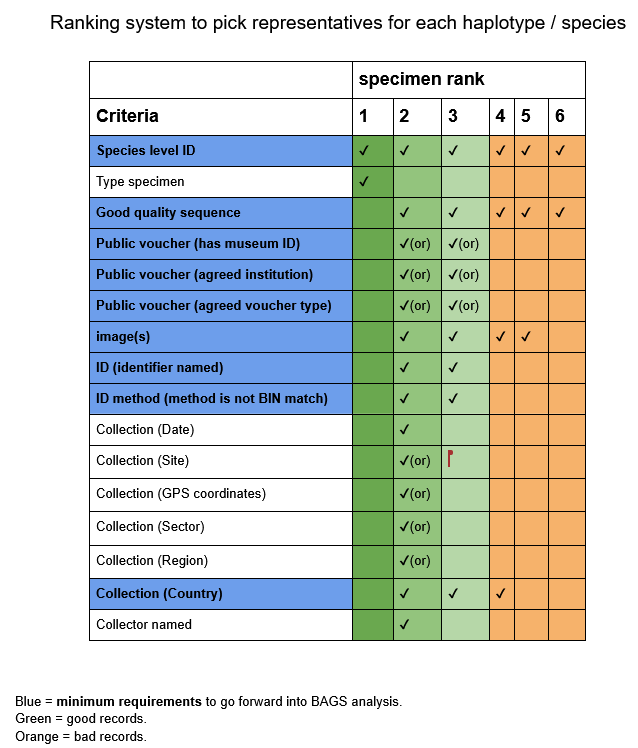 Ranking system to pick representatives for each haplotype / species
specimen rank
Criteria 1 2 3 4 5 6
Species level ID ✓ ✓ ✓ ✓ ✓ ✓
Type specimen ✓
Good quality sequence ✓ ✓ ✓ ✓ ✓
Public voucher (has museum ID) ✓(or) ✓(or)
Public voucher (agreed institution) ✓(or) ✓(or)
Public voucher (agreed voucher type) ✓(or) ✓(or)
image(s) ✓ ✓ ✓ ✓
ID (identifier named) ✓ ✓
ID method (method is not BIN match) ✓ ✓
Collection (Date) ✓
Collection (Site) ✓(or)
Collection (GPS coordinates) ✓(or)
Collection (Sector) ✓(or)
Collection (Region) ✓(or)
Collection (Country) ✓ ✓ ✓
Collector named ✓
Blue = minimum requirements to go forward into BAGS analysis.
Green = good records.
Orange = bad records.